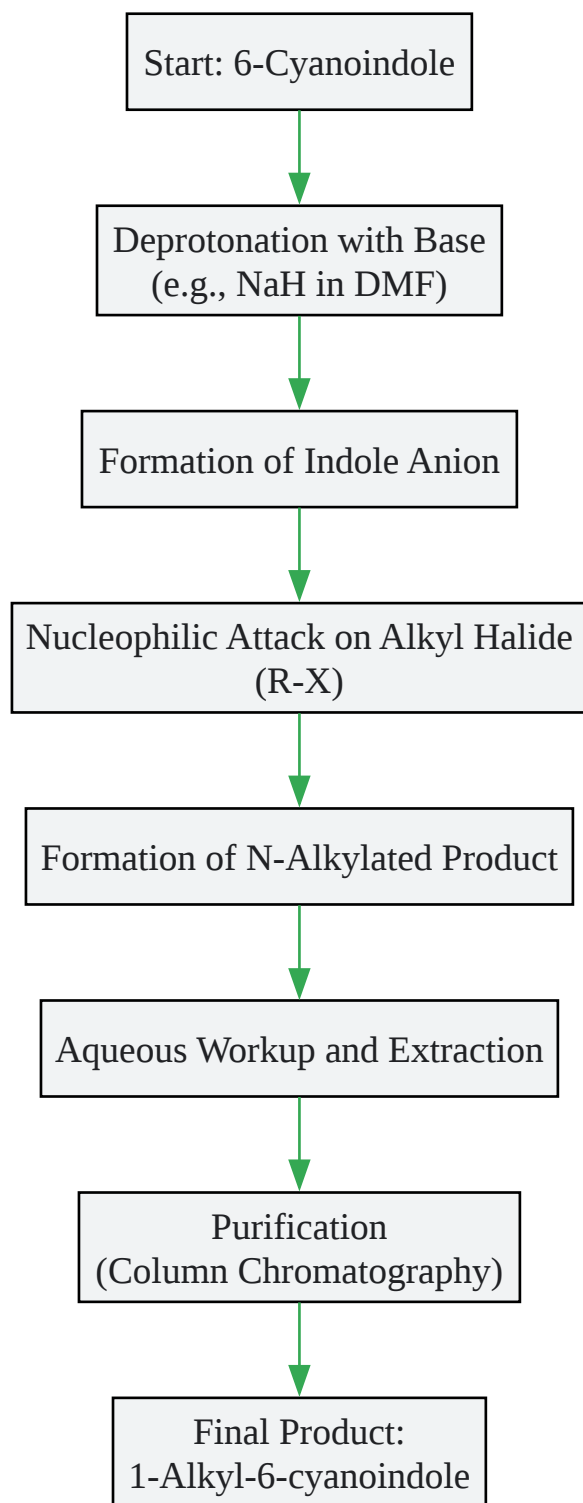 Start: 6-Cyanoindole
Deprotonation with Base
(e.g., NaH in DMF)
Formation of Indole Anion
Nucleophilic Attack on Alkyl Halide
(R-X)
Formation of N-Alkylated Product
Aqueous Workup and Extraction
Purification
(Column Chromatography)
Final Product:
1-Alkyl-6-cyanoindole